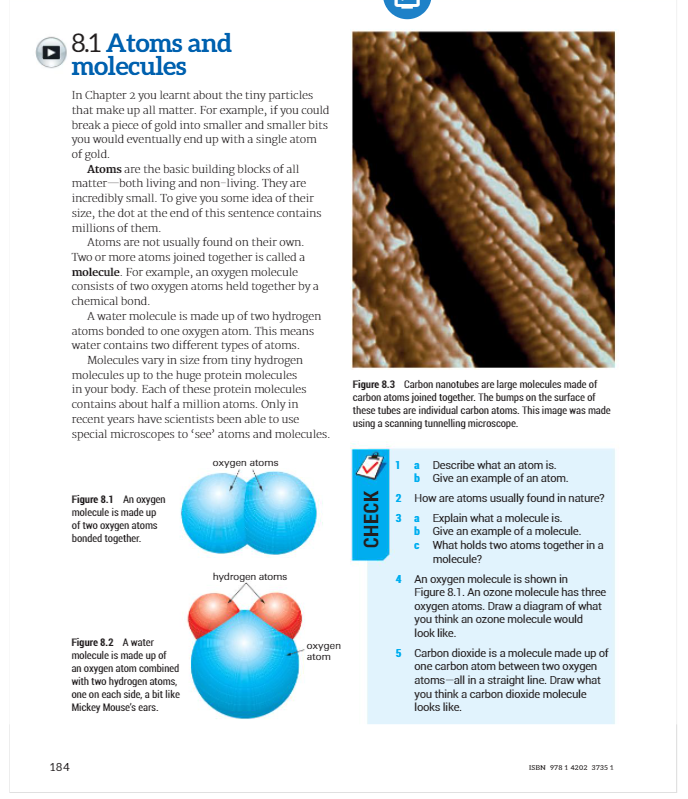 8.1 Atoms and
molecules
In Chapter 2 you learnt about the tiny particles
that make up all matter. For example, if you could
break a piece of gold into smaller and smaller bits
you would eventually end up with a single atom
of gold.
Atoms are the basic building blocks of all
matter—both living and non-living. They are
incredibly small. To give you some idea of their
size, the dot at the end of this sentence contains
millions of them.
Atoms are not usually found on their own.
Two or more atoms joined together is called a
molecule. For example, an oxygen molecule
consists of two oxygen atoms held together by a
chemical bond.
A water molecule is made up of two hydrogen
atoms bonded to one oxygen atom. This means
water contains two different types of atoms.
Molecules vary in size from tiny hydrogen
molecules up to the huge protein molecules
in your body. Each of these protein molecules
contains about half a million atoms. Only in
recent years have scientists been able to use
special microscopes to ‘see’ atoms and molecules.
oxygen atoms
Figure 8.1 An oxygen
molecule is made up
of two oxygen atoms
bonded together.
hydrogen atoms
oxygen
atom
Figure 8.2 A water
molecule is made up of
an oxygen atom combined
with two hydrogen atoms,
one on each side, a bit like
Mickey Mouse's ears.
Figure 8.3 Carbon nanotubes are large molecules made of
carbon atoms joined together. The bumps on the surface of
these tubes are individual carbon atoms. This image was made
using a scanning tunnelling microscope.
CHECK
1 a Describe what an atom is.
b Give an example of an atom.
2 How are atoms usually found in nature?
3 a Explain what a molecule is.
b Give an example of a molecule.
c What holds two atoms together in a
molecule?
4 An oxygen molecule is shown in
Figure 8.1. An ozone molecule has three
oxygen atoms. Draw a diagram of what
you think an ozone molecule would
look like.
5 Carbon dioxide is a molecule made up of
one carbon atom between two oxygen
atoms—all in a straight line. Draw what
you think a carbon dioxide molecule
looks like.
184
ISBN 978 1 4202 3735 1